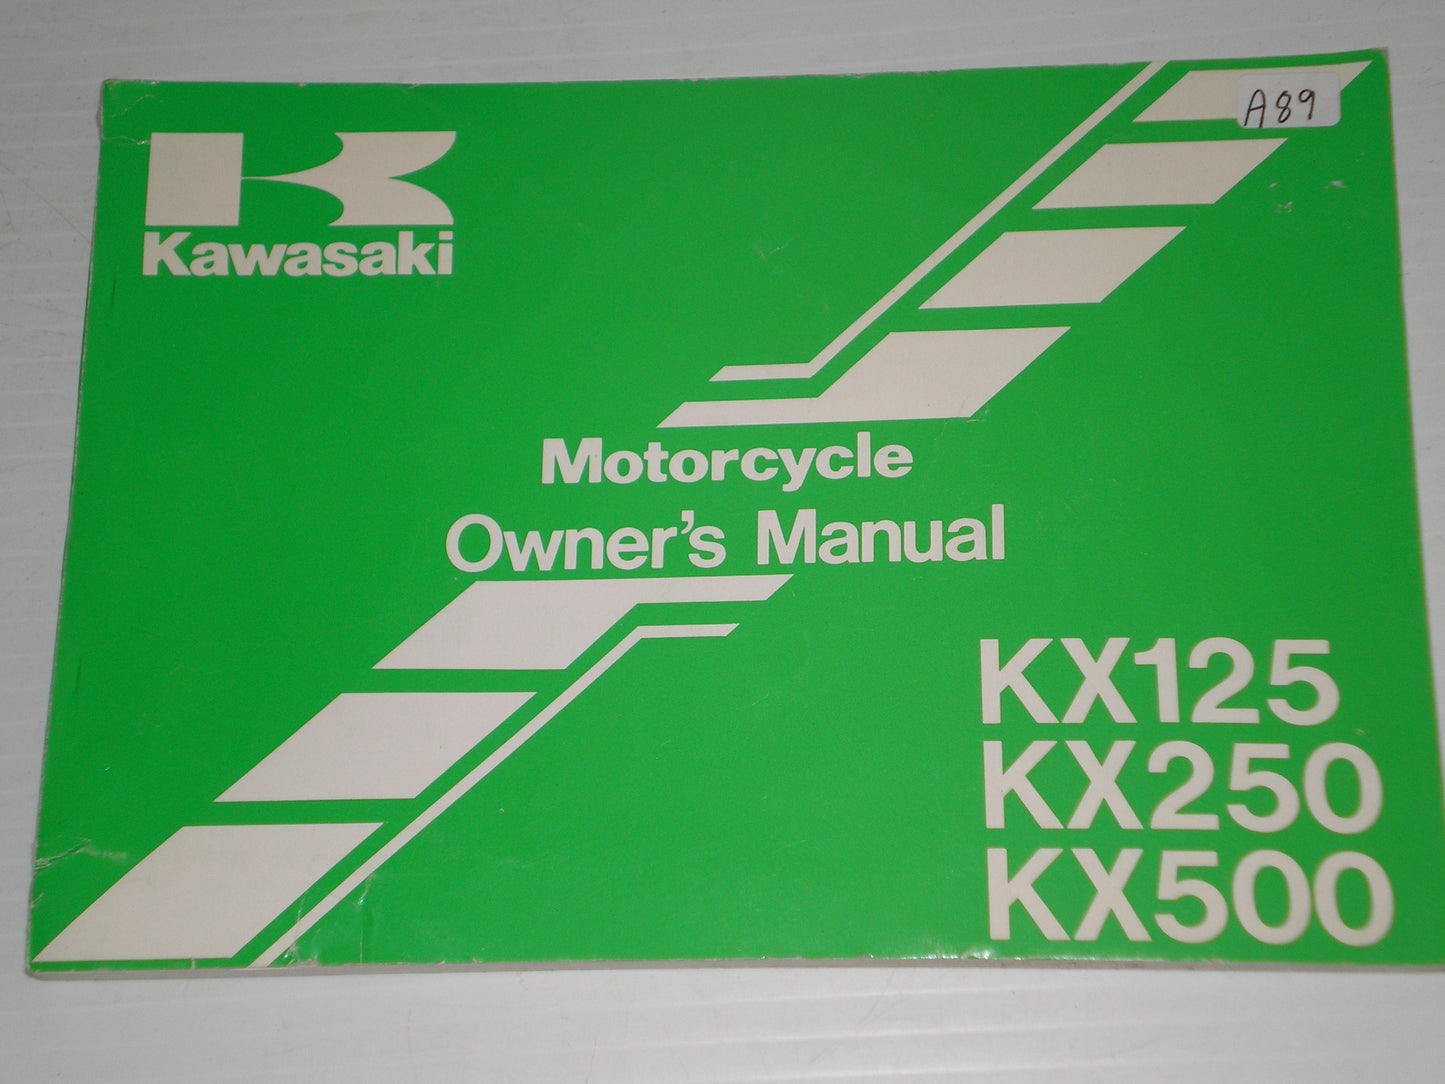 A89
Kawasaki
Motorcycle
Owner's Manual
KX125
KX250
KX500